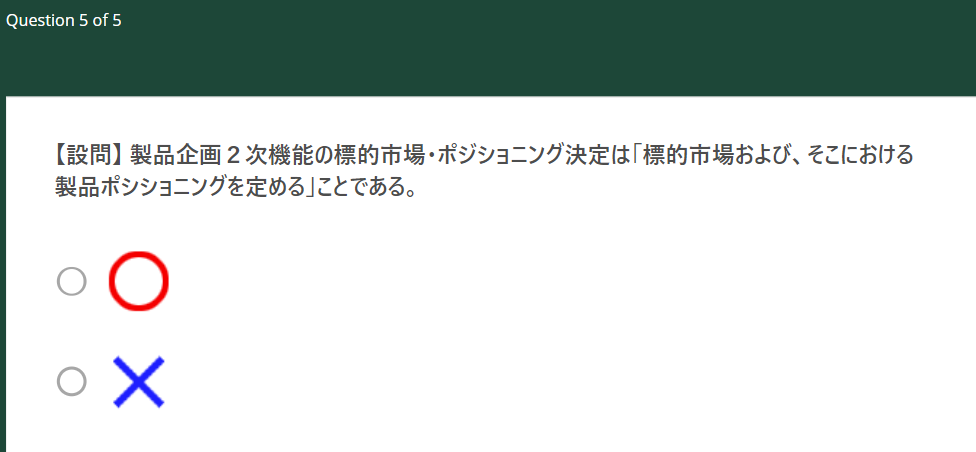 Question 5 of 5
【設問】 製品企画２次機能の標的市場・ポジショニング決定は「標的市場および、そこにおける
製品ポシショニングを定める」ことである。